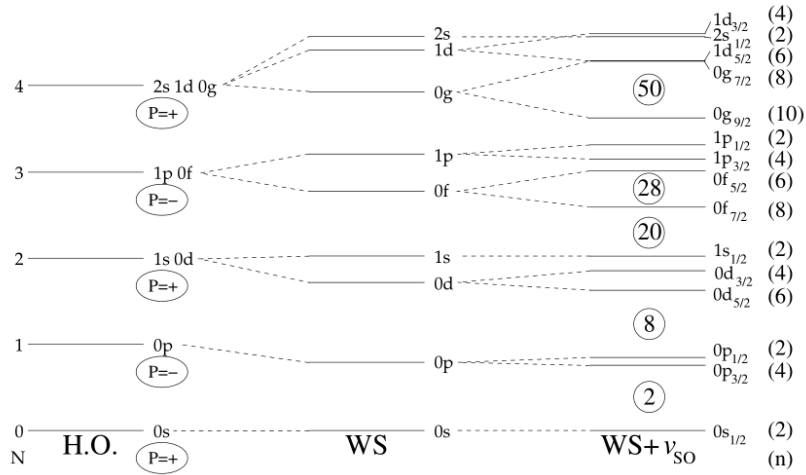 1d3/2 (4)
2s 2s1/2 (2)
1d 1d5/2 (6)
4 2s 1d 0g 0g 0g7/2 (8)
P=+ 50
0g9/2 (10)
1p1/2 (2)
3 1p 0f 1p 1p3/2 (4)
P=− 0f 28 0f5/2 (6)
0f7/2 (8)
20
2 1s 0d 1s 1s1/2 (2)
P=+ 0d 0d3/2 (4)
0d5/2 (6)
8
1 0p 0p 0p1/2 (2)
P=− 0p3/2 (4)
2
0 0s 0s 0s1/2 (2)
N H.O. P=+ WS WS+vSO (n)